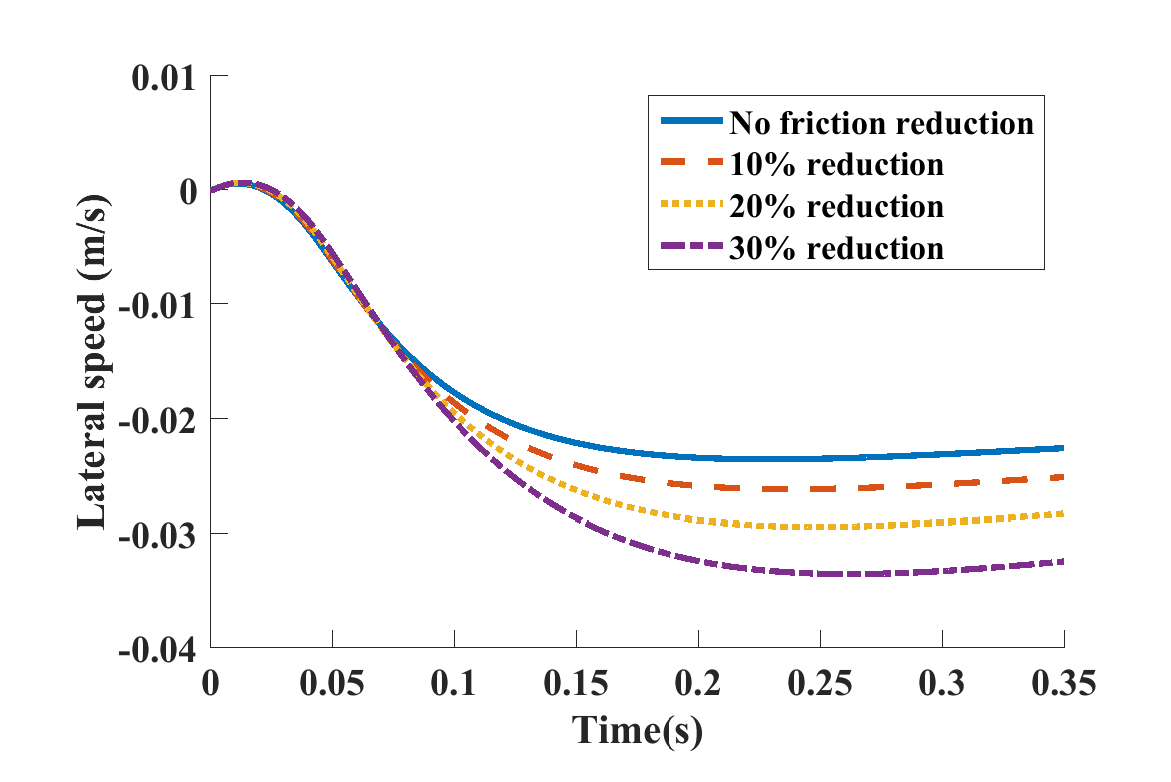 0.01
0
-0.01
-0.02
-0.03
-0.04
Lateral speed (m/s)
No friction reduction
10% reduction
20% reduction
30% reduction
0 0.05 0.1 0.15 0.2 0.25 0.3 0.35
Time(s)